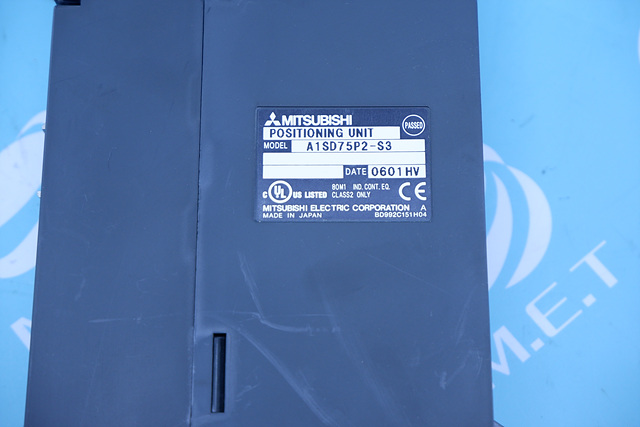 MITSUBISHI
PASSED
POSITIONING UNIT
MODEL A1SD75P2-S3
DATE 0601HV
C UL US LISTED 80M1 IND. CONT. EQ. CLASS2 ONLY CE
MITSUBISHI ELECTRIC CORPORATION A
MADE IN JAPAN BD992C151H04
M.E.T